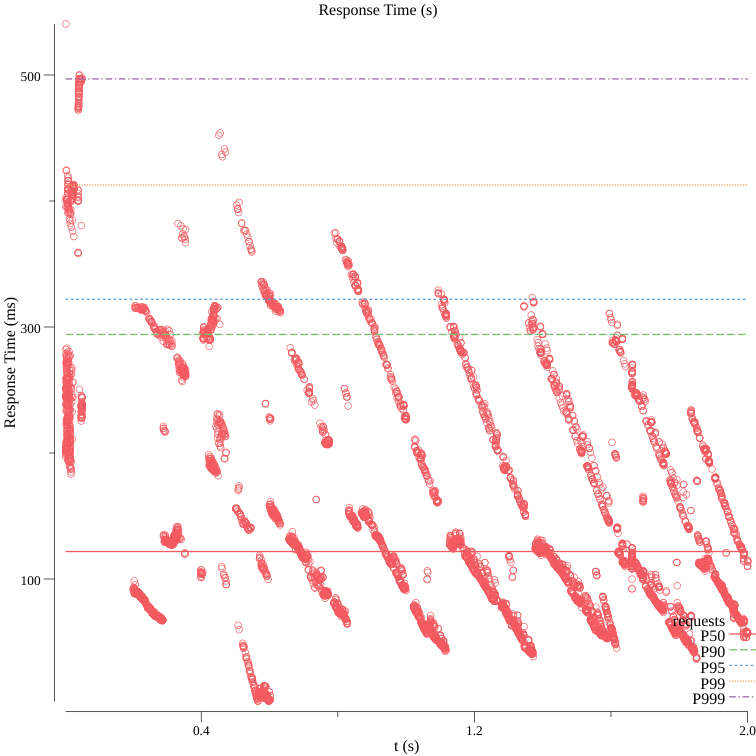 Response Time (s)
500
300
100
Response Time (ms)
0.4
1.2
2.0
t (s)
requests
P50
P90
P95
P99
P999